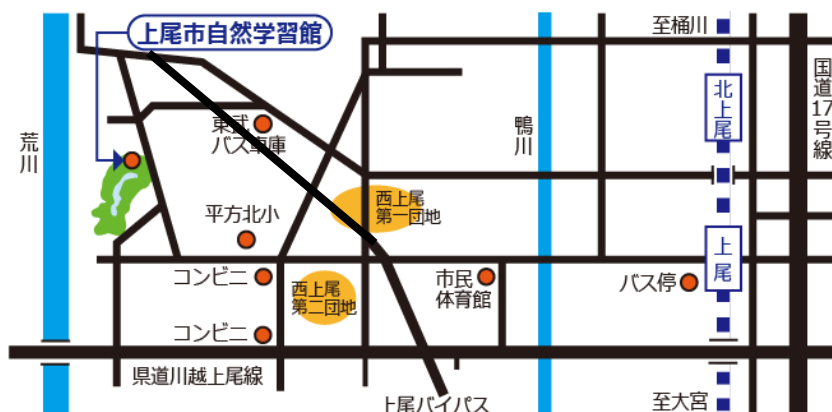 上尾市自然学習館
至桶川
国道17号線
北上尾
荒川
鴨川
東武
バス車庫
西上尾
第一団地
平方北小
上尾
コンビニ
市民
体育館
バス停
西上尾
第二団地
コンビニ
県道川越上尾線
上尾バイパス
至大宮